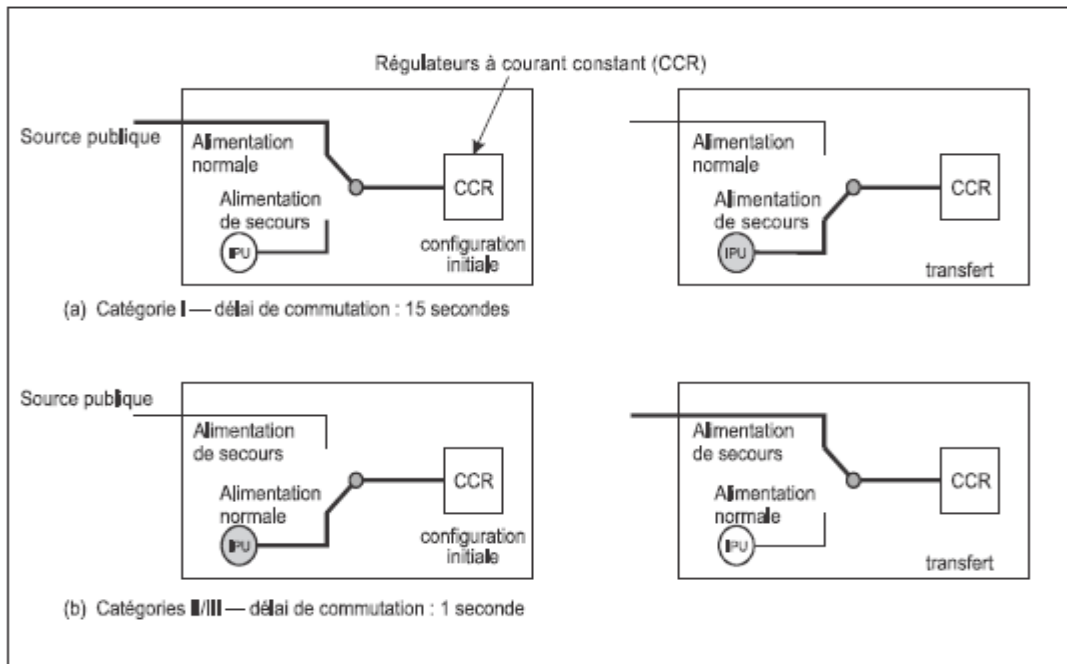 Régulateurs à courant constant (CCR)
Source publique
Alimentation
normale
Alimentation
de secours
IPU
CCR
configuration
initiale
Alimentation
normale
Alimentation
de secours
IPU
CCR
transfert
(a) Catégorie I — délai de commutation : 15 secondes
Source publique
Alimentation
de secours
Alimentation
normale
IPU
CCR
configuration
initiale
Alimentation
de secours
Alimentation
normale
IPU
CCR
transfert
(b) Catégories II/III — délai de commutation : 1 seconde